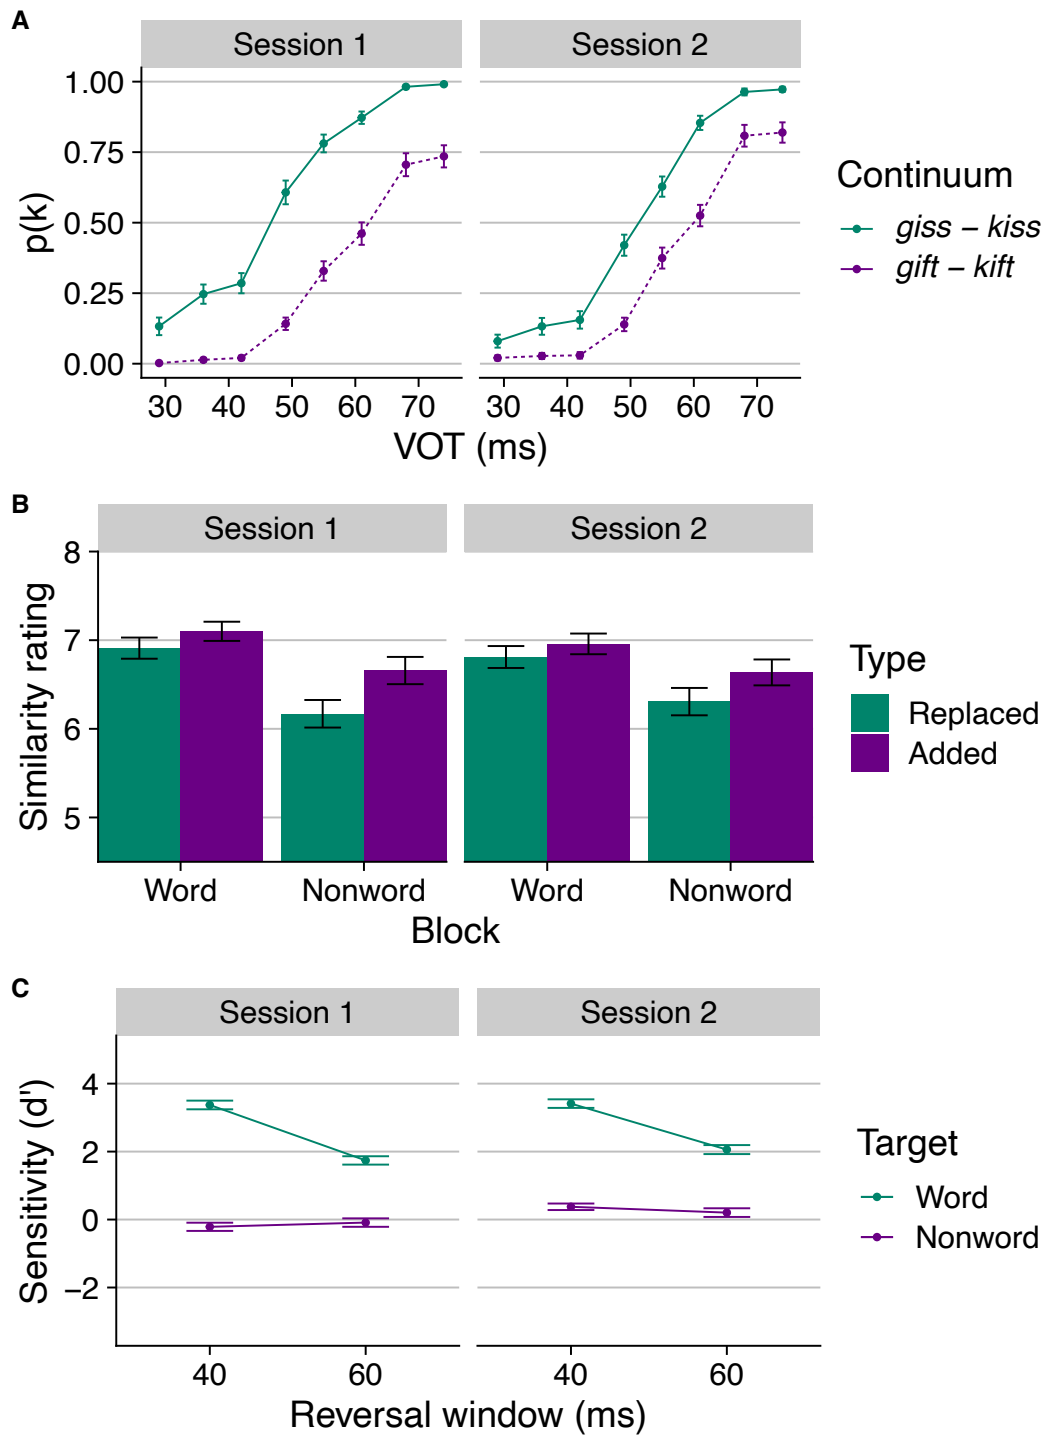 A
Session 1 Session 2
1.00
0.75
0.50
0.25
0.00
p(k)
30 40 50 60 70 30 40 50 60 70
VOT (ms)
Continuum
giss – kiss
gift – kift
B
Session 1 Session 2
8
7
6
5
Similarity rating
Word Nonword Word Nonword
Block
Type
Replaced
Added
C
Session 1 Session 2
4
2
0
−2
Sensitivity (d')
40 60 40 60
Reversal window (ms)
Target
Word
Nonword